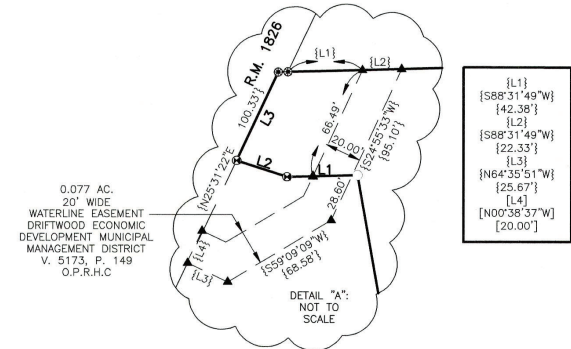 R.M. 1826
{L1}
{L2}
100.33'}
L3
66.49'
{20.00'}
{S24°55'33"W}
{95.10'}
{N25°31'22"E
L2
L1
28.60'
{L4}
{L3}
{S59°09'09"W}
{68.58'}
0.077 AC.
20' WIDE
WATERLINE EASEMENT
DRIFTWOOD ECONOMIC
DEVELOPMENT MUNICIPAL
MANAGEMENT DISTRICT
V. 5173, P. 149
O.P.R.H.C
DETAIL "A":
NOT TO
SCALE
{L1}
{S88°31'49"W}
{42.38'}
{L2}
{S88°31'49"W}
{22.33'}
{L3}
{N64°35'51"W}
{25.67'}
[L4]
[N00°38'37"W]
[20.00']